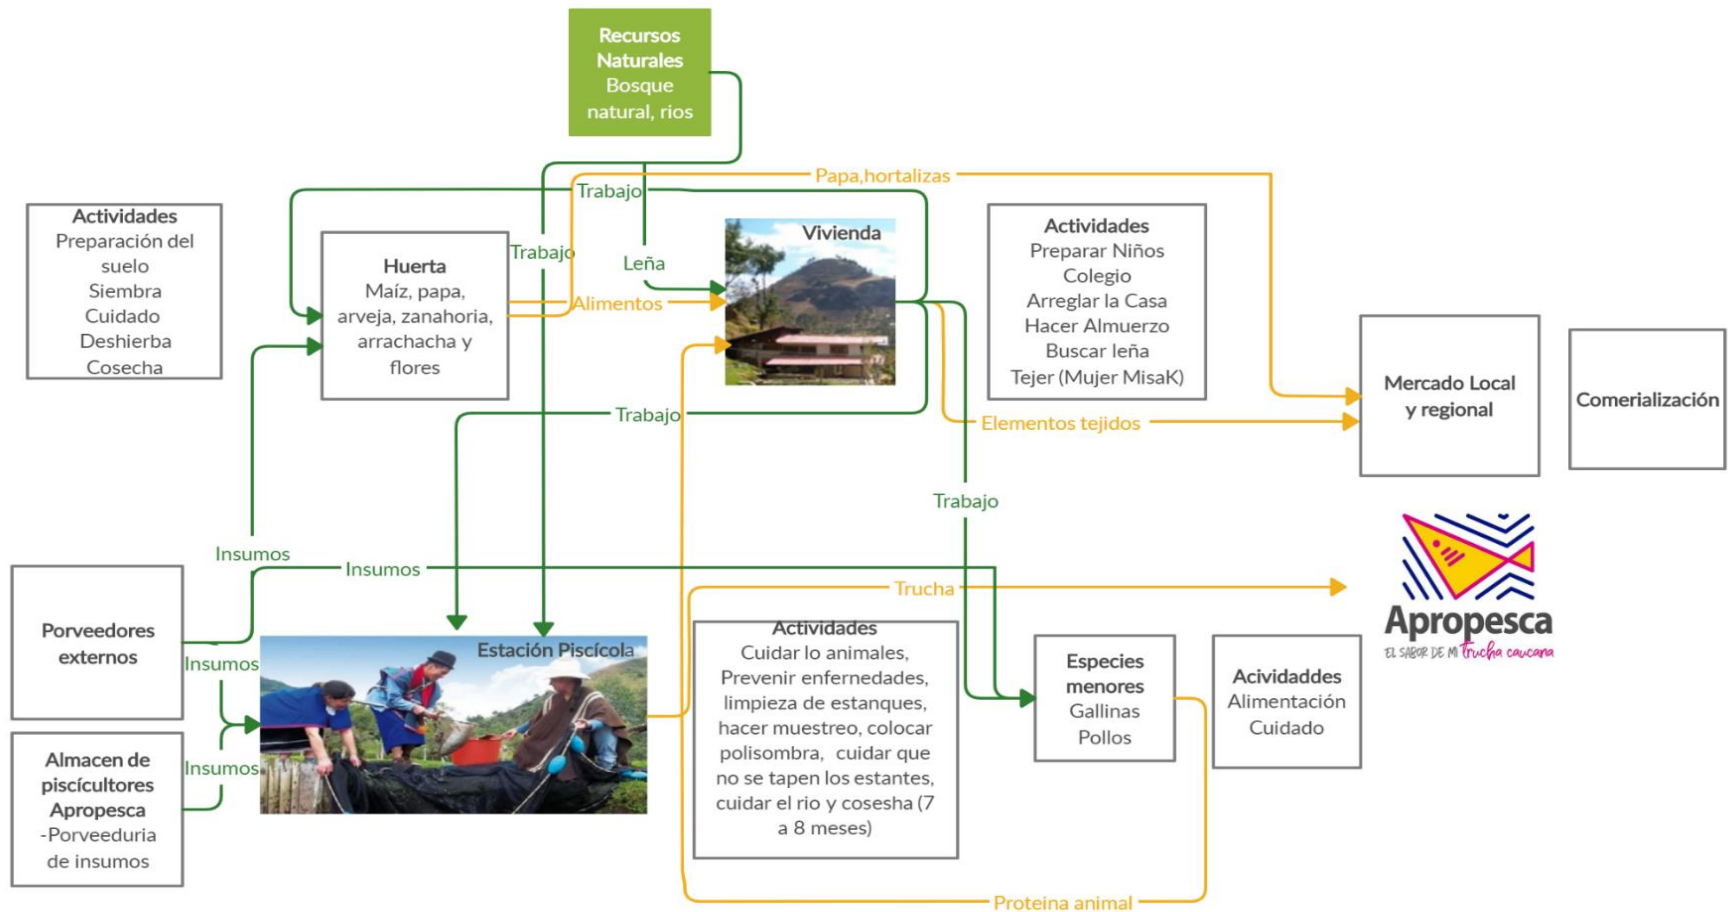 Recursos
Naturales
Bosque
natural, rios
Papa,hortalizas
Trabajo
Actividades
Preparación del
suelo
Siembra
Cuidado
Deshierba
Cosecha
Huerta
Maíz, papa,
arveja, zanahoria,
arrachacha y
flores
Trabajo
Leña
Alimentos
Vivienda
Actividades
Preparar Niños
Colegio
Arreglar la Casa
Hacer Almuerzo
Buscar leña
Tejer (Mujer MisaK)
Mercado Local
y regional
Comerialización
Trabajo
Elementos tejidos
Trabajo
Insumos
Insumos
Trucha
Porveedores
externos
Insumos
Almacen de
piscícultores
Apropesca
-Porveeduria
de insumos
Insumos
Estación Piscícola
Actividades
Cuidar lo animales,
Prevenir enfernedades,
limpieza de estanques,
hacer muestreo, colocar
polisombra, cuidar que
no se tapen los estantes,
cuidar el rio y cosesha (7
a 8 meses)
Especies
menores
Gallinas
Pollos
Acividaddes
Alimentación
Cuidado
Apropesca
EL SABOR DE MI trucha caucana
Proteina animal